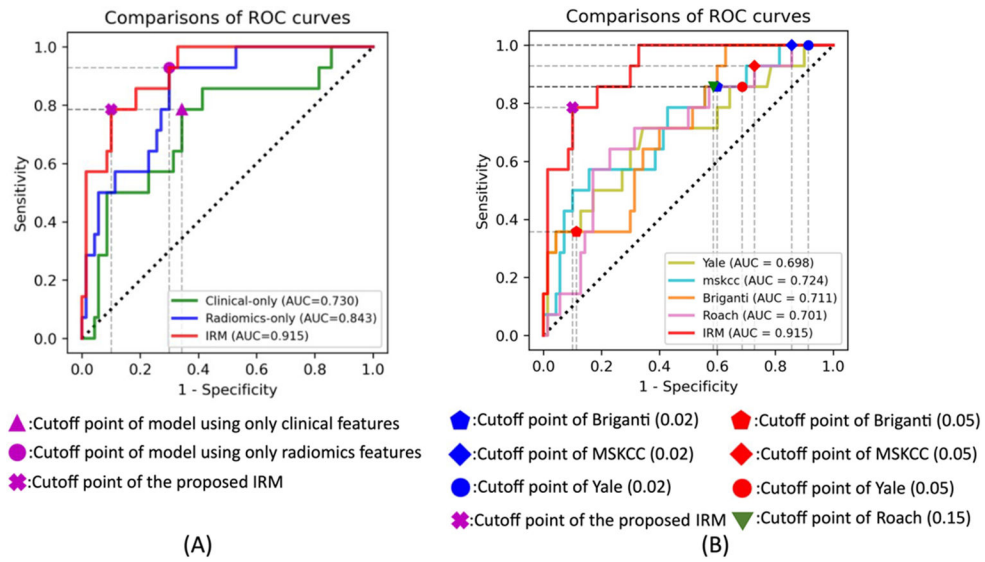 Comparisons of ROC curves
1.0
0.8
0.6
0.4
0.2
0.0
Sensitivity
Clinical-only (AUC=0.730)
Radiomics-only (AUC=0.843)
IRM (AUC=0.915)
0.0 0.2 0.4 0.6 0.8 1.0
1 - Specificity
:Cutoff point of model using only clinical features
:Cutoff point of model using only radiomics features
:Cutoff point of the proposed IRM
(A)
Comparisons of ROC curves
1.0
0.8
0.6
0.4
0.2
0.0
Sensitivity
Yale (AUC = 0.698)
mskcc (AUC = 0.724)
Briganti (AUC = 0.711)
Roach (AUC = 0.701)
IRM (AUC = 0.915)
0.0 0.2 0.4 0.6 0.8 1.0
1 - Specificity
:Cutoff point of Briganti (0.02)
:Cutoff point of Briganti (0.05)
:Cutoff point of MSKCC (0.02)
:Cutoff point of MSKCC (0.05)
:Cutoff point of Yale (0.02)
:Cutoff point of Yale (0.05)
:Cutoff point of the proposed IRM
:Cutoff point of Roach (0.15)
(B)